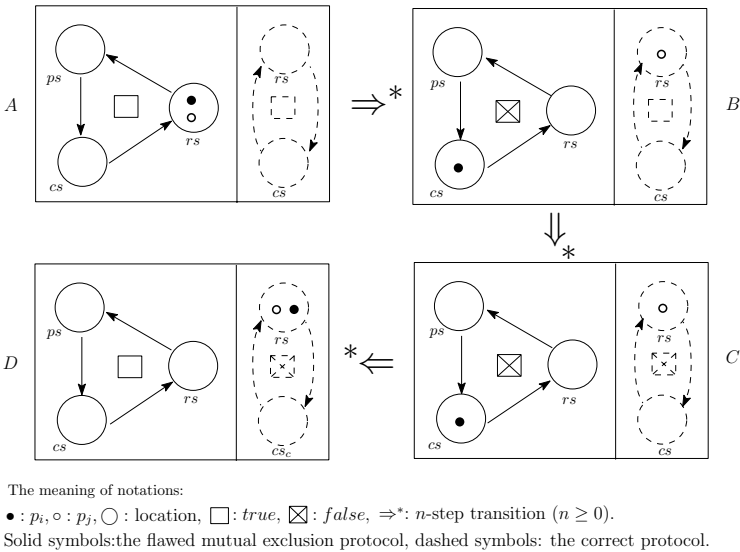 ps
rs
A
rs
cs
cs
⇒*
ps
rs
B
rs
cs
cs
⇓*
ps
rs
D
rs
cs
cs_c
*⇐
ps
rs
C
rs
cs
cs
The meaning of notations:
● : p_i, ○ : p_j, ◯ : location, □ : true, ☒ : false, ⇒*: n-step transition (n ≥ 0).
Solid symbols:the flawed mutual exclusion protocol, dashed symbols: the correct protocol.